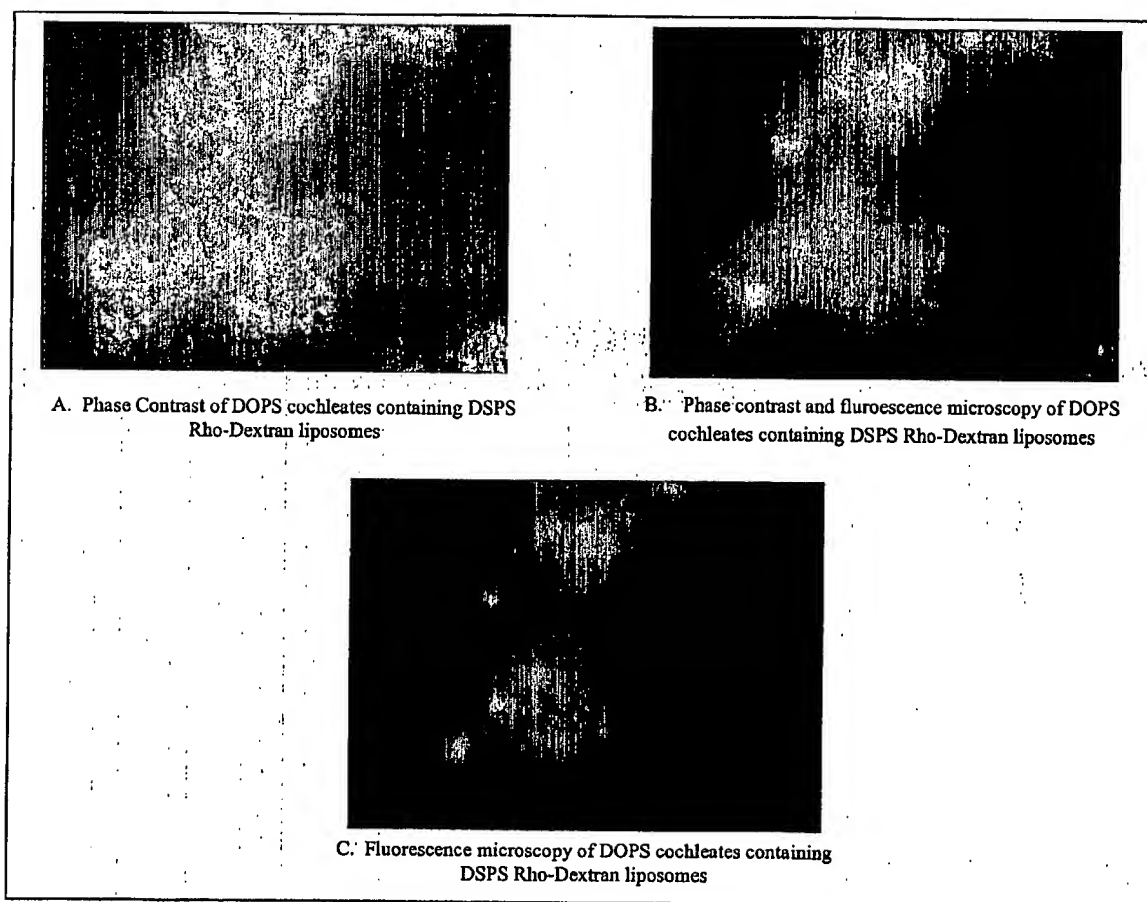 A. Phase Contrast of DOPS cochleates containing DSPS
Rho-Dextran liposomes
B. Phase contrast and fluroescence microscopy of DOPS
cochleates containing DSPS Rho-Dextran liposomes
C. Fluorescence microscopy of DOPS cochleates containing
DSPS Rho-Dextran liposomes